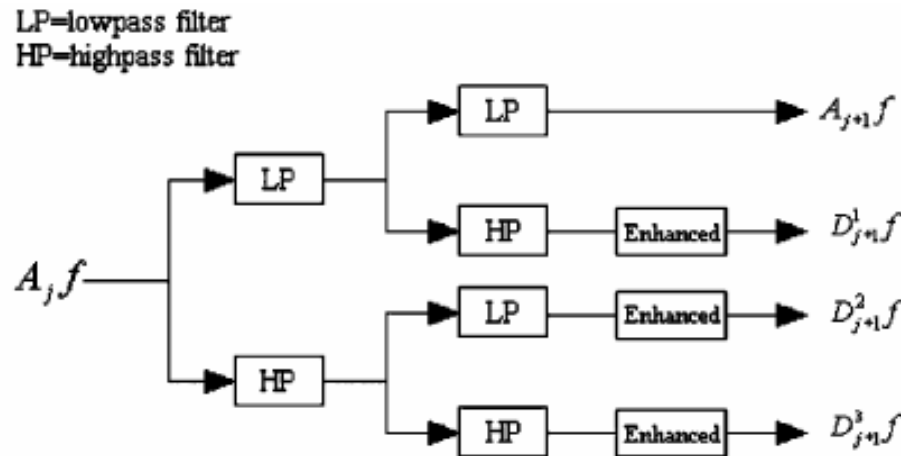 LP=lowpass filter
HP=highpass filter
LP
A_{j+1}f
LP
HP
Enhanced
D^1_{j+1}f
A_j f
LP
Enhanced
D^2_{j+1}f
HP
HP
Enhanced
D^3_{j+1}f